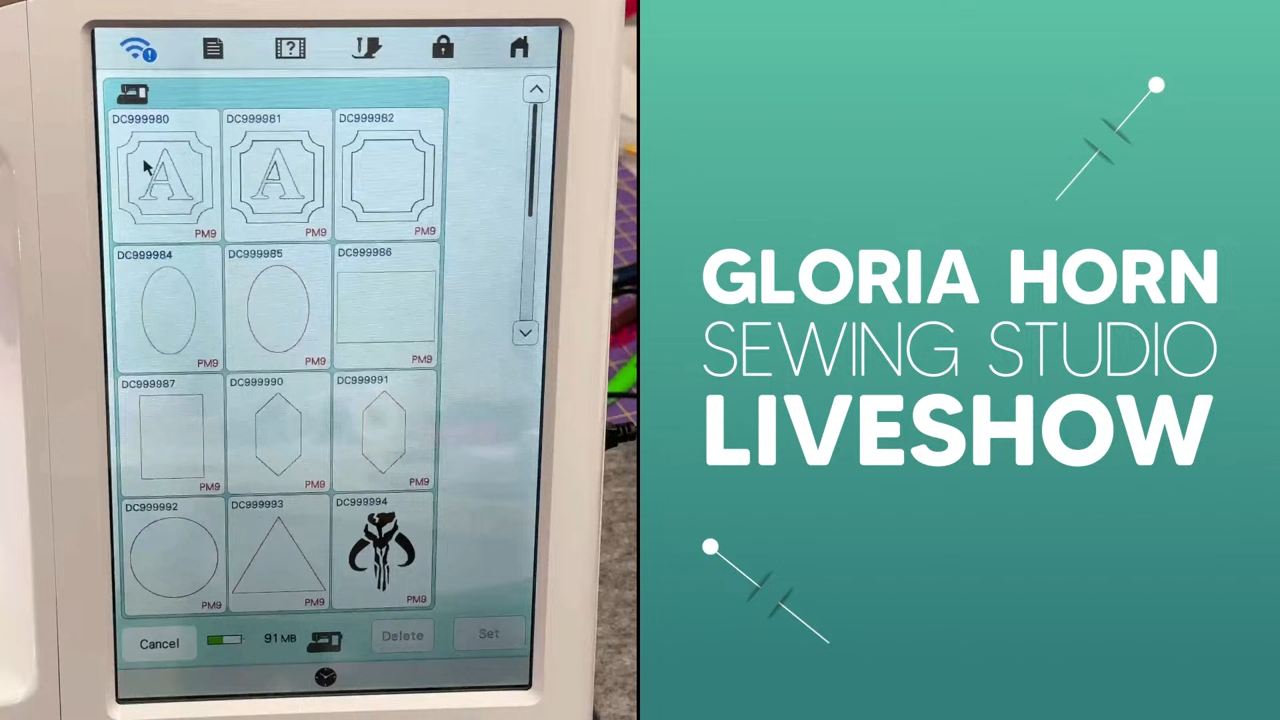 DC999980 DC999981 DC999982
A A
PM9 PM9 PM9
DC999984 DC999985 DC999986
PM9 PM9 PM9
DC999987 DC999990 DC999991
PM9 PM9 PM9
DC999992 DC999993 DC999994
PM9 PM9 PM9
Cancel 91 MB Delete Set
GLORIA HORN
SEWING STUDIO
LIVESHOW